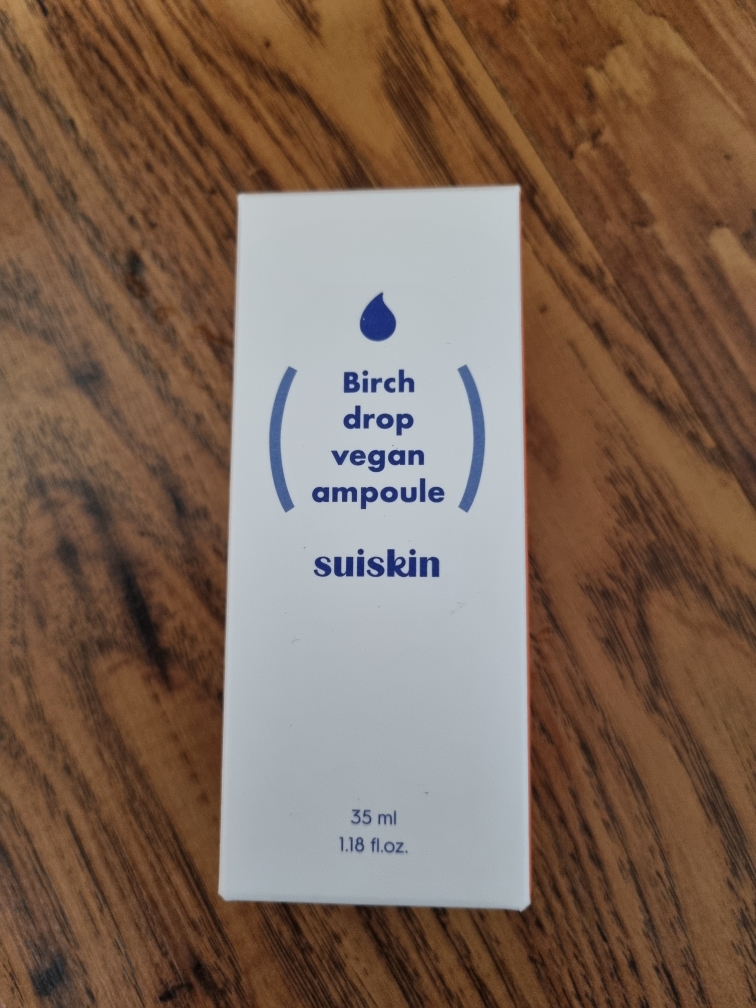 Birch
drop
vegan
ampoule
suiskin
35 ml
1.18 fl.oz.